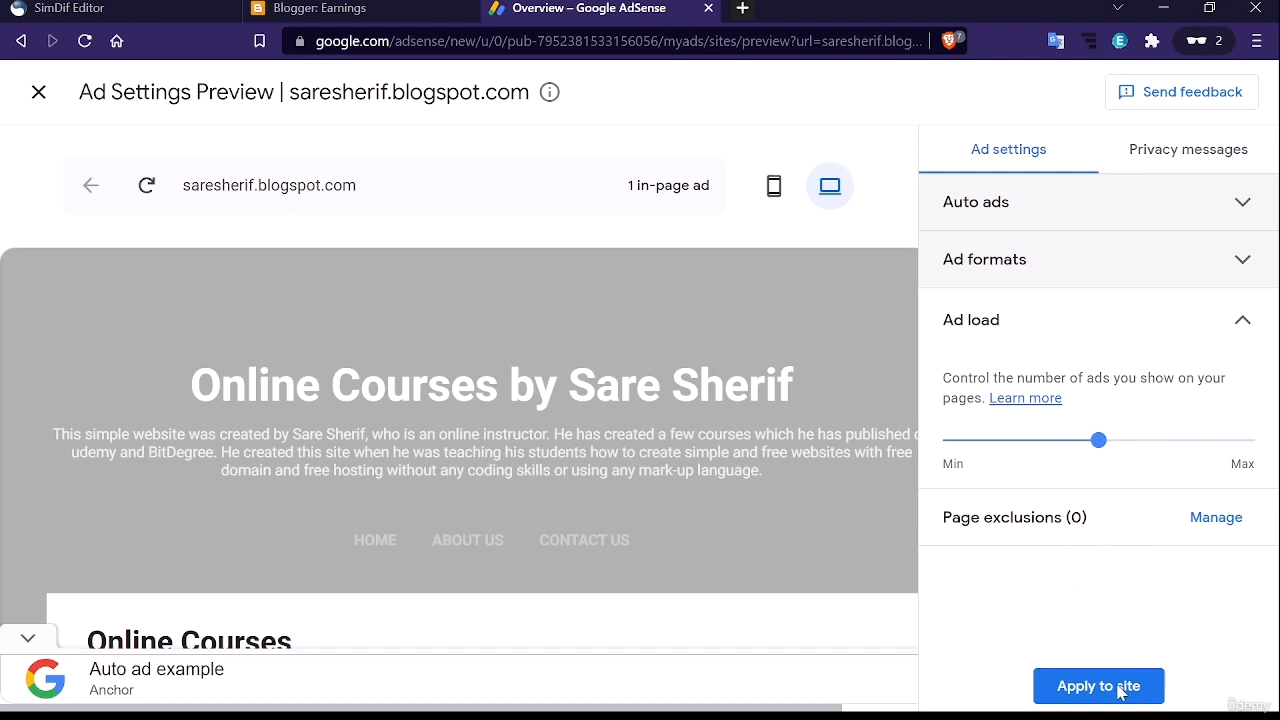 SimDif Editor
Blogger: Earnings
Overview – Google AdSense
google.com/adsense/new/u/0/pub-7952381533156056/myads/sites/preview?url=saresherif.blog...
2
Ad Settings Preview | saresherif.blogspot.com
Send feedback
saresherif.blogspot.com
1 in-page ad
Ad settings
Privacy messages
Auto ads
Ad formats
Ad load
Control the number of ads you show on your
pages. Learn more
Min
Max
Page exclusions (0)
Manage
Apply to site
Online Courses by Sare Sherif
This simple website was created by Sare Sherif, who is an online instructor. He has created a few courses which he has published
udemy and BitDegree. He created this site when he was teaching his students how to create simple and free websites with free
domain and free hosting without any coding skills or using any mark-up language.
HOME
ABOUT US
CONTACT US
Online Courses
Auto ad example
Anchor
Udemy